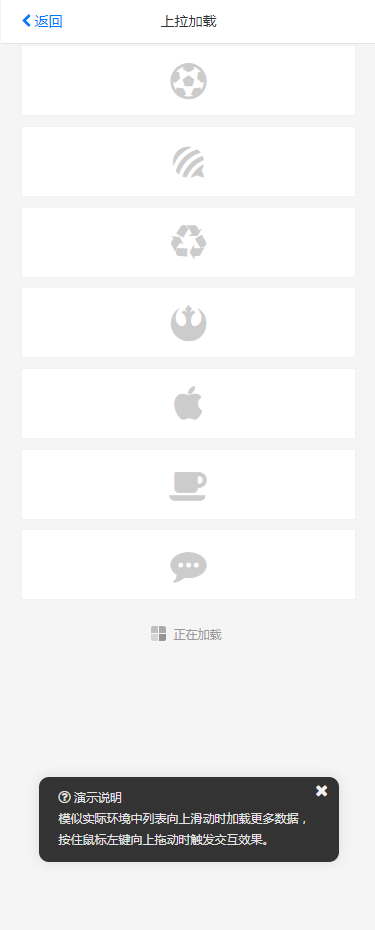 返回
上拉加载
正在加载
演示说明
模似实际环境中列表向上滑动时加载更多数据，
按住鼠标左键向上拖动时触发交互效果。